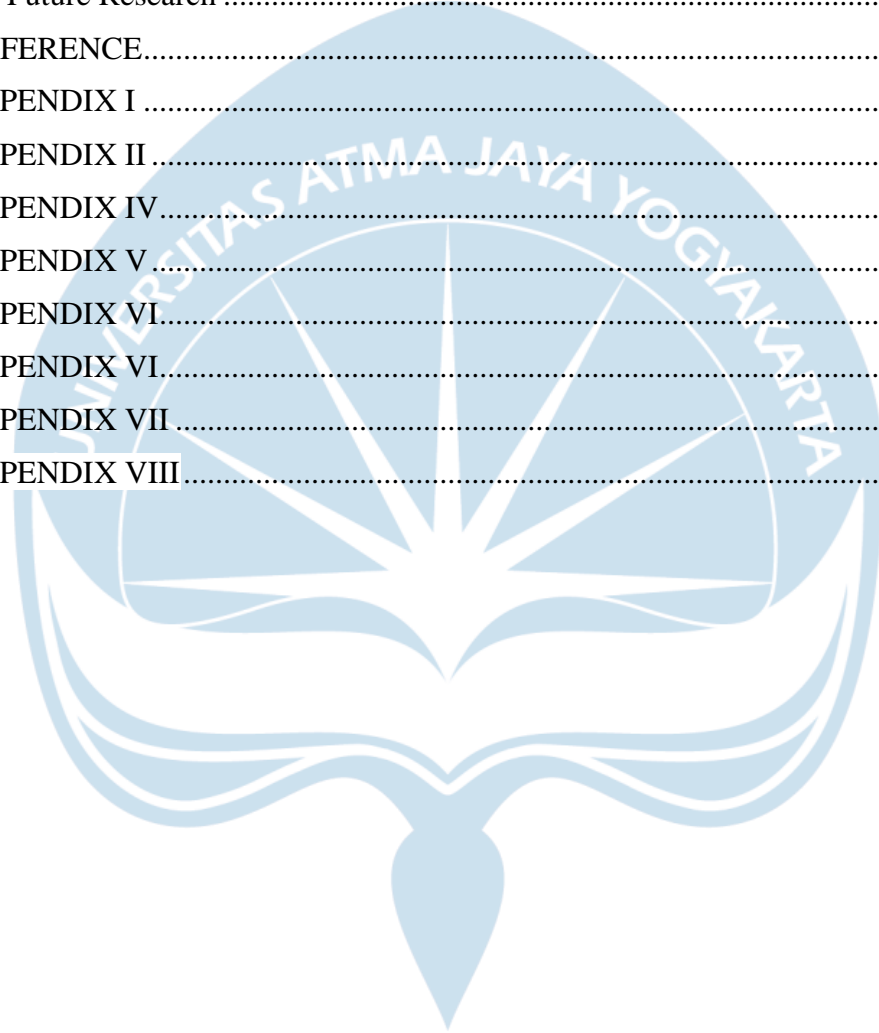 Future Research ........................................................................................
FERENCE........................................................................................
PENDIX I ........................................................................................
PENDIX II ........................................................................................
PENDIX IV........................................................................................
PENDIX V ........................................................................................
PENDIX VI........................................................................................
PENDIX VI........................................................................................
PENDIX VII ........................................................................................
PENDIX VIII ........................................................................................
UNIVERSITAS ATMA JAYA YOGYAKARTA